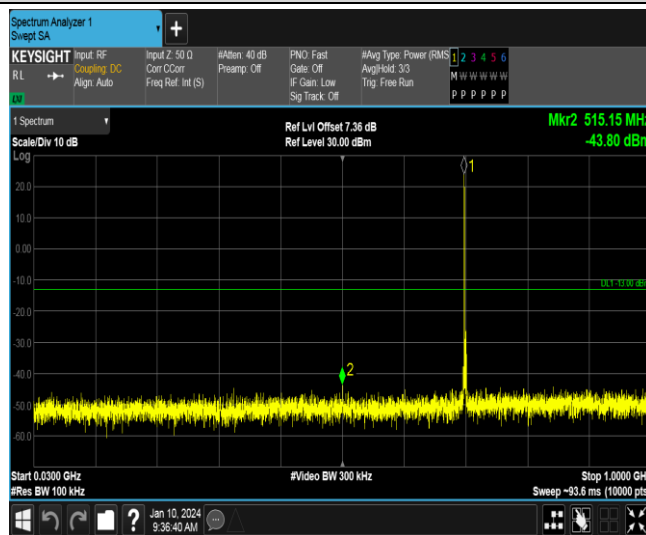 Spectrum Analyzer 1
Swept SA
+
KEYSIGHT Input: RF Input Z: 50 Ω #Atten: 40 dB PNO: Fast #Avg Type: Power (RMS 1 2 3 4 5 6
RL Coupling: DC Corr CCorr Preamp: Off Gate: Off Avg|Hold: 3/3 M W W W W W
Align: Auto Freq Ref: Int (S) IF Gain: Low Trig: Free Run
Sig Track: Off P P P P P P
1 Spectrum Ref Lvl Offset 7.36 dB Mkr2 515.15 MHz
Scale/Div 10 dB Ref Level 30.00 dBm -43.80 dBm
Log
1
20.0
10.0
0.00
-10.0
DL1 -13.00 dBm
-20.0
-30.0
-40.0
2
-50.0
-60.0
Start 0.0300 GHz #Video BW 300 kHz Stop 1.0000 GH
#Res BW 100 kHz Sweep ~93.6 ms (10000 pts
? Jan 10, 2024
9:36:40 AM